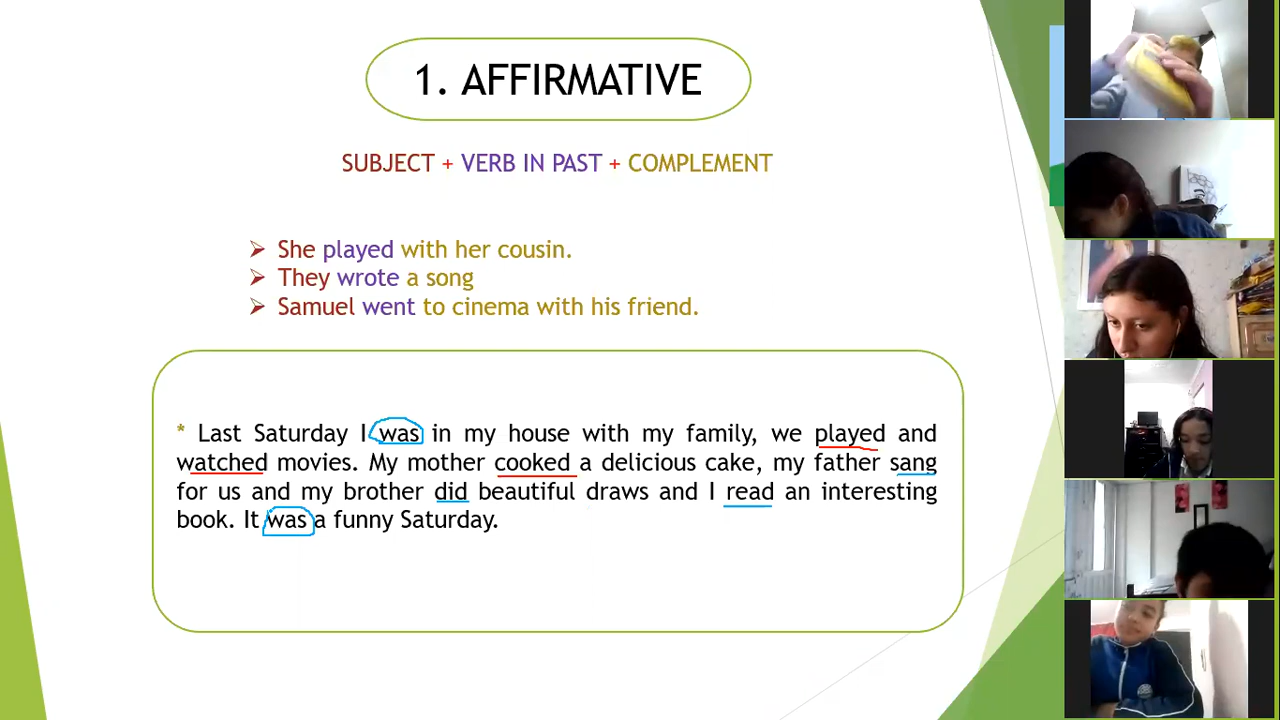 1. AFFIRMATIVE
SUBJECT + VERB IN PAST + COMPLEMENT
➢ She played with her cousin.
➢ They wrote a song
➢ Samuel went to cinema with his friend.
* Last Saturday I was in my house with my family, we played and
watched movies. My mother cooked a delicious cake, my father sang
for us and my brother did beautiful draws and I read an interesting
book. It was a funny Saturday.